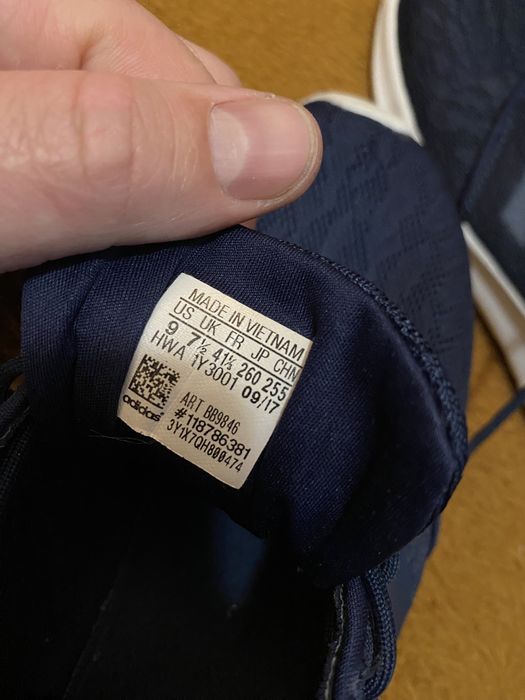 MADE IN VIETNAM
US UK FR JP CHN
9 7½ 41⅓ 260 255
HWA 1Y3001 09/17
adidas
ART BB9846
#118786381
3Y1X7QH800474